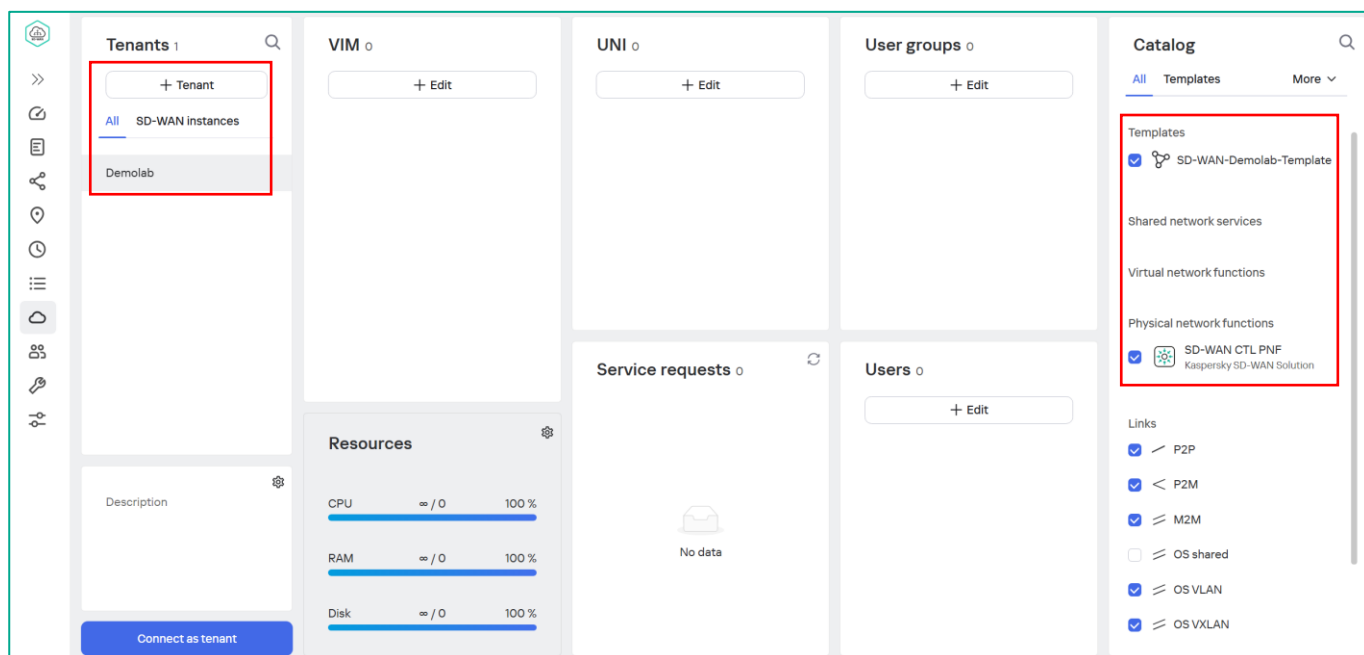 Tenants 1
+ Tenant
All SD-WAN instances
Demolab
Description
Connect as tenant
VIM 0
+ Edit
Resources
CPU ∞ / 0 100 %
RAM ∞ / 0 100 %
Disk ∞ / 0 100 %
UNI 0
+ Edit
Service requests 0
No data
User groups 0
+ Edit
Users 0
+ Edit
Catalog
All Templates More
Templates
SD-WAN-Demolab-Template
Shared network services
Virtual network functions
Physical network functions
SD-WAN CTL PNF
Kaspersky SD-WAN Solution
Links
P2P
P2M
M2M
OS shared
OS VLAN
OS VXLAN